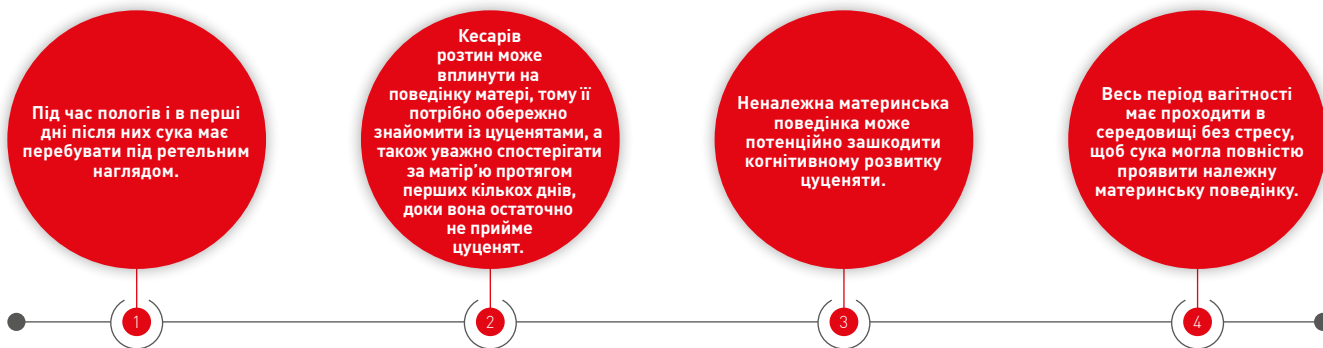 Під час пологів і в перші
дні після них сука має
перебувати під ретельним
наглядом.
Кесарів
розтин може
вплинути на
поведінку матері, тому її
потрібно обережно
знайомити із цуценятами, а
також уважно спостерігати
за матір’ю протягом
перших кількох днів,
доки вона остаточно
не прийме
цуценят.
Неналежна материнська
поведінка може
потенційно зашкодити
когнітивному розвитку
цуценяти.
Весь період вагітності
має проходити в
середовищі без стресу,
щоб сука могла повністю
проявити належну
материнську поведінку.
1
2
3
4